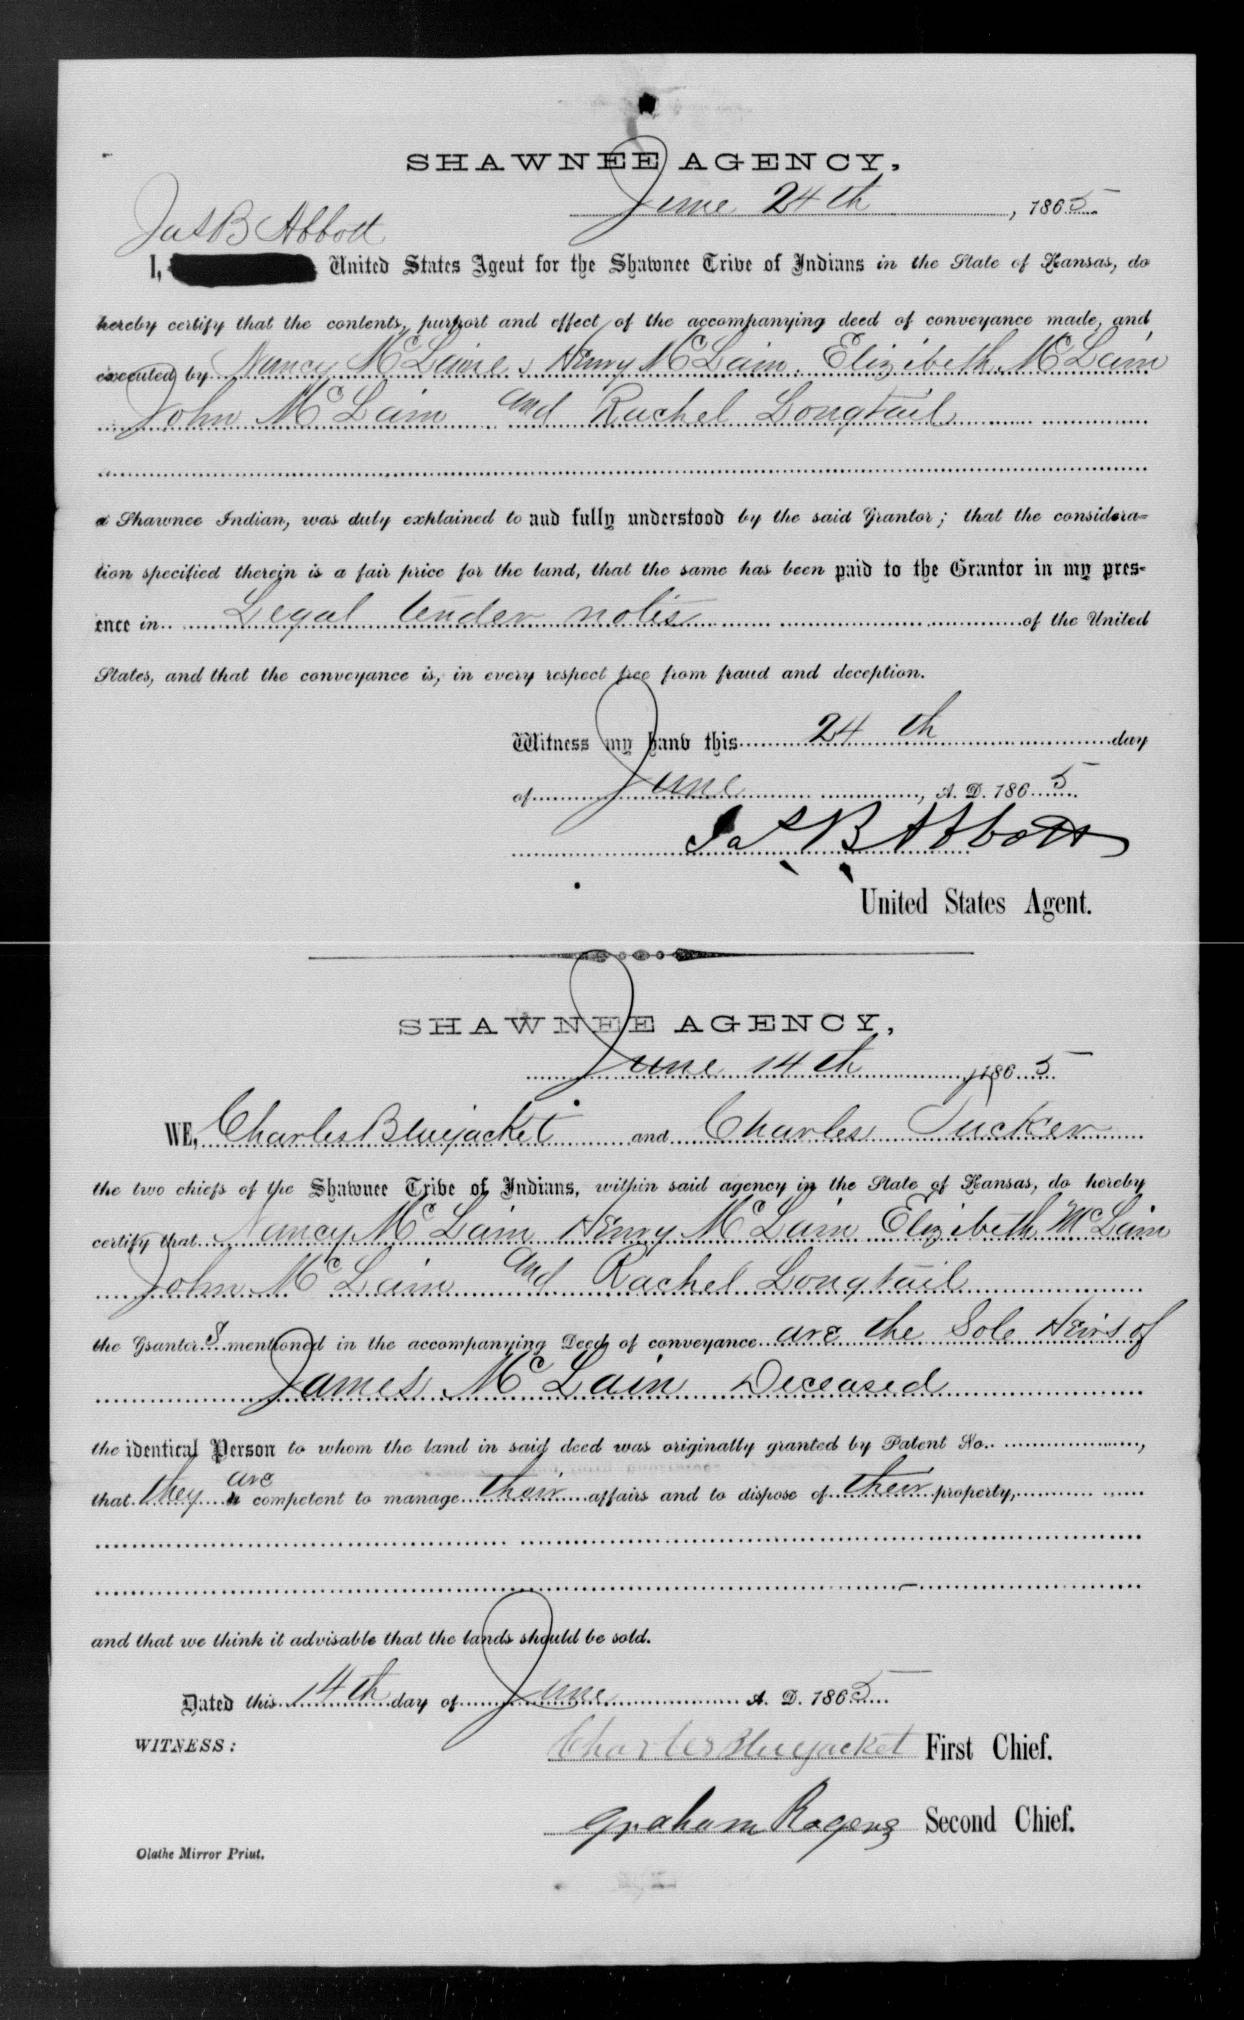 SHAWNEE AGENCY,
June 24th, 1865
Jas B Abbott
I, United States Agent for the Shawnee Tribe of Indians in the State of Kansas, do
hereby certify that the contents, purport and effect of the accompanying deed of conveyance made, and
executed by Nancy McLaine, Henry McLain, Elizibeth McLain
John McLain and Rachel Longtail
a Shawnee Indian, was duly explained to and fully understood by the said Grantor; that the considera-
tion specified therein is a fair price for the land, that the same has been paid to the Grantor in my pres-
ence in Legal tender notes of the United
States, and that the conveyance is, in every respect free from fraud and deception.
Witness my hand this 24th day
of June, A. D. 1865
Jas B Abbott
United States Agent.
SHAWNEE AGENCY,
June 14th, 1865
WE, Charles Bluejacket and Charles Tucker
the two chiefs of the Shawnee Tribe of Indians, within said agency in the State of Kansas, do hereby
certify that Nancy McLain Henry McLain Elizibeth McLain
John McLain and Rachel Longtail
the Grantor s mentioned in the accompanying Deed of conveyance are the Sole Heirs of
James McLain Deceased
the identical Person to whom the land in said deed was originally granted by Patent No. ,
that they are competent to manage their affairs and to dispose of their property,
and that we think it advisable that the lands should be sold.
Dated this 14th day of June A. D. 1865
WITNESS:
Charles Bluejacket First Chief.
Graham Rogers Second Chief.
Olathe Mirror Print.